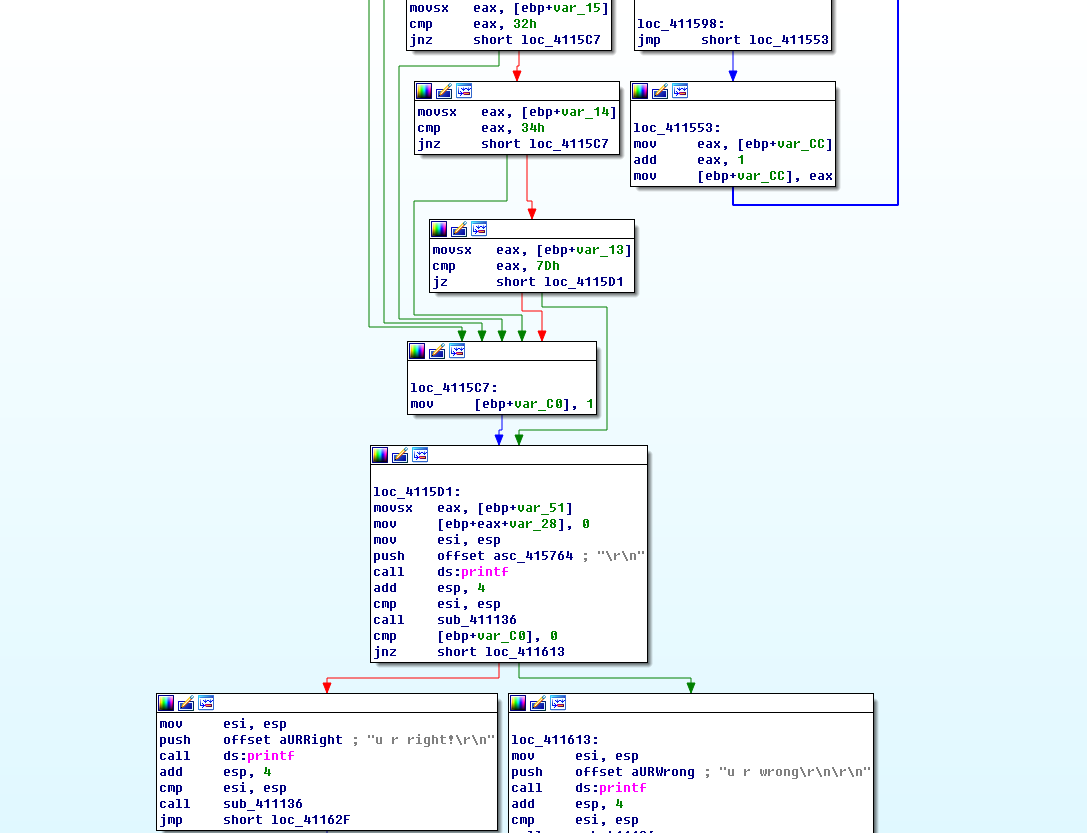 movsx eax, [ebp+var_15]
cmp eax, 32h
jnz short loc_4115C7
loc_411598:
jmp short loc_411553
movsx eax, [ebp+var_14]
cmp eax, 34h
jnz short loc_4115C7
loc_411553:
mov eax, [ebp+var_CC]
add eax, 1
mov [ebp+var_CC], eax
movsx eax, [ebp+var_13]
cmp eax, 7Dh
jz short loc_4115D1
loc_4115C7:
mov [ebp+var_C0], 1
loc_4115D1:
movsx eax, [ebp+var_51]
mov [ebp+eax+var_28], 0
mov esi, esp
push offset asc_415764 ; "\r\n"
call ds:printf
add esp, 4
cmp esi, esp
call sub_411136
cmp [ebp+var_C0], 0
jnz short loc_411613
mov esi, esp
push offset aURRight ; "u r right!\r\n"
call ds:printf
add esp, 4
cmp esi, esp
call sub_411136
jmp short loc_41162F
loc_411613:
mov esi, esp
push offset aURWrong ; "u r wrong\r\n\r\n"
call ds:printf
add esp, 4
cmp esi, esp